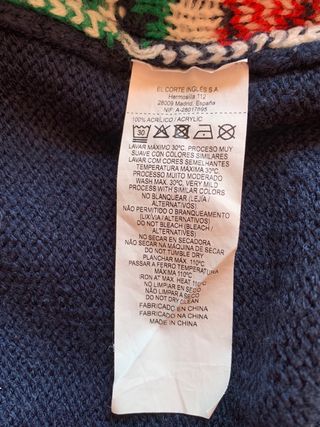 EL CORTE INGLÉS S.A.
Hermosilla 112
28009 Madrid, España
NIF: A-28017895
100% ACRÍLICO / ACRYLIC
30
LAVAR MÁXIMO 30ºC, PROCESO MUY
SUAVE CON COLORES SIMILARES
LAVAR COM CORES SEMELHANTES
TEMPERATURA MÁXIMA 30ºC.
PROCESSO MUITO MODERADO
WASH MAX. 30ºC, VERY MILD
PROCESS WITH SIMILAR COLORS
NO BLANQUEAR (LEJÍA /
ALTERNATIVOS)
NÃO PERMITIDO O BRANQUEAMENTO
(LIXÍVIA / ALTERNATIVOS)
DO NOT BLEACH (BLEACH /
ALTERNATIVES)
NO SECAR EN SECADORA
NÃO SECAR NA MÁQUINA DE SECAR
DO NOT TUMBLE DRY
PLANCHAR MAX. 110ºC
PASSAR A FERRO TEMPERATURA
MÁXIMA 110ºC
IRON AT MAX. HEAT 110ºC
NO LIMPIAR EN SECO
NÃO LIMPAR A SECO
DO NOT DRY CLEAN
FABRICADO EN CHINA
FABRICADO NA CHINA
MADE IN CHINA